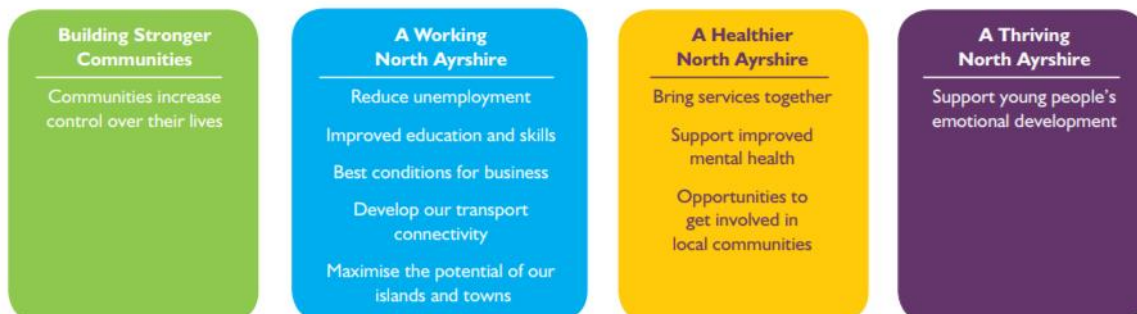 Building Stronger
Communities
Communities increase
control over their lives
A Working
North Ayrshire
Reduce unemployment
Improved education and skills
Best conditions for business
Develop our transport
connectivity
Maximise the potential of our
islands and towns
A Healthier
North Ayrshire
Bring services together
Support improved
mental health
Opportunities to
get involved in
local communities
A Thriving
North Ayrshire
Support young people's
emotional development